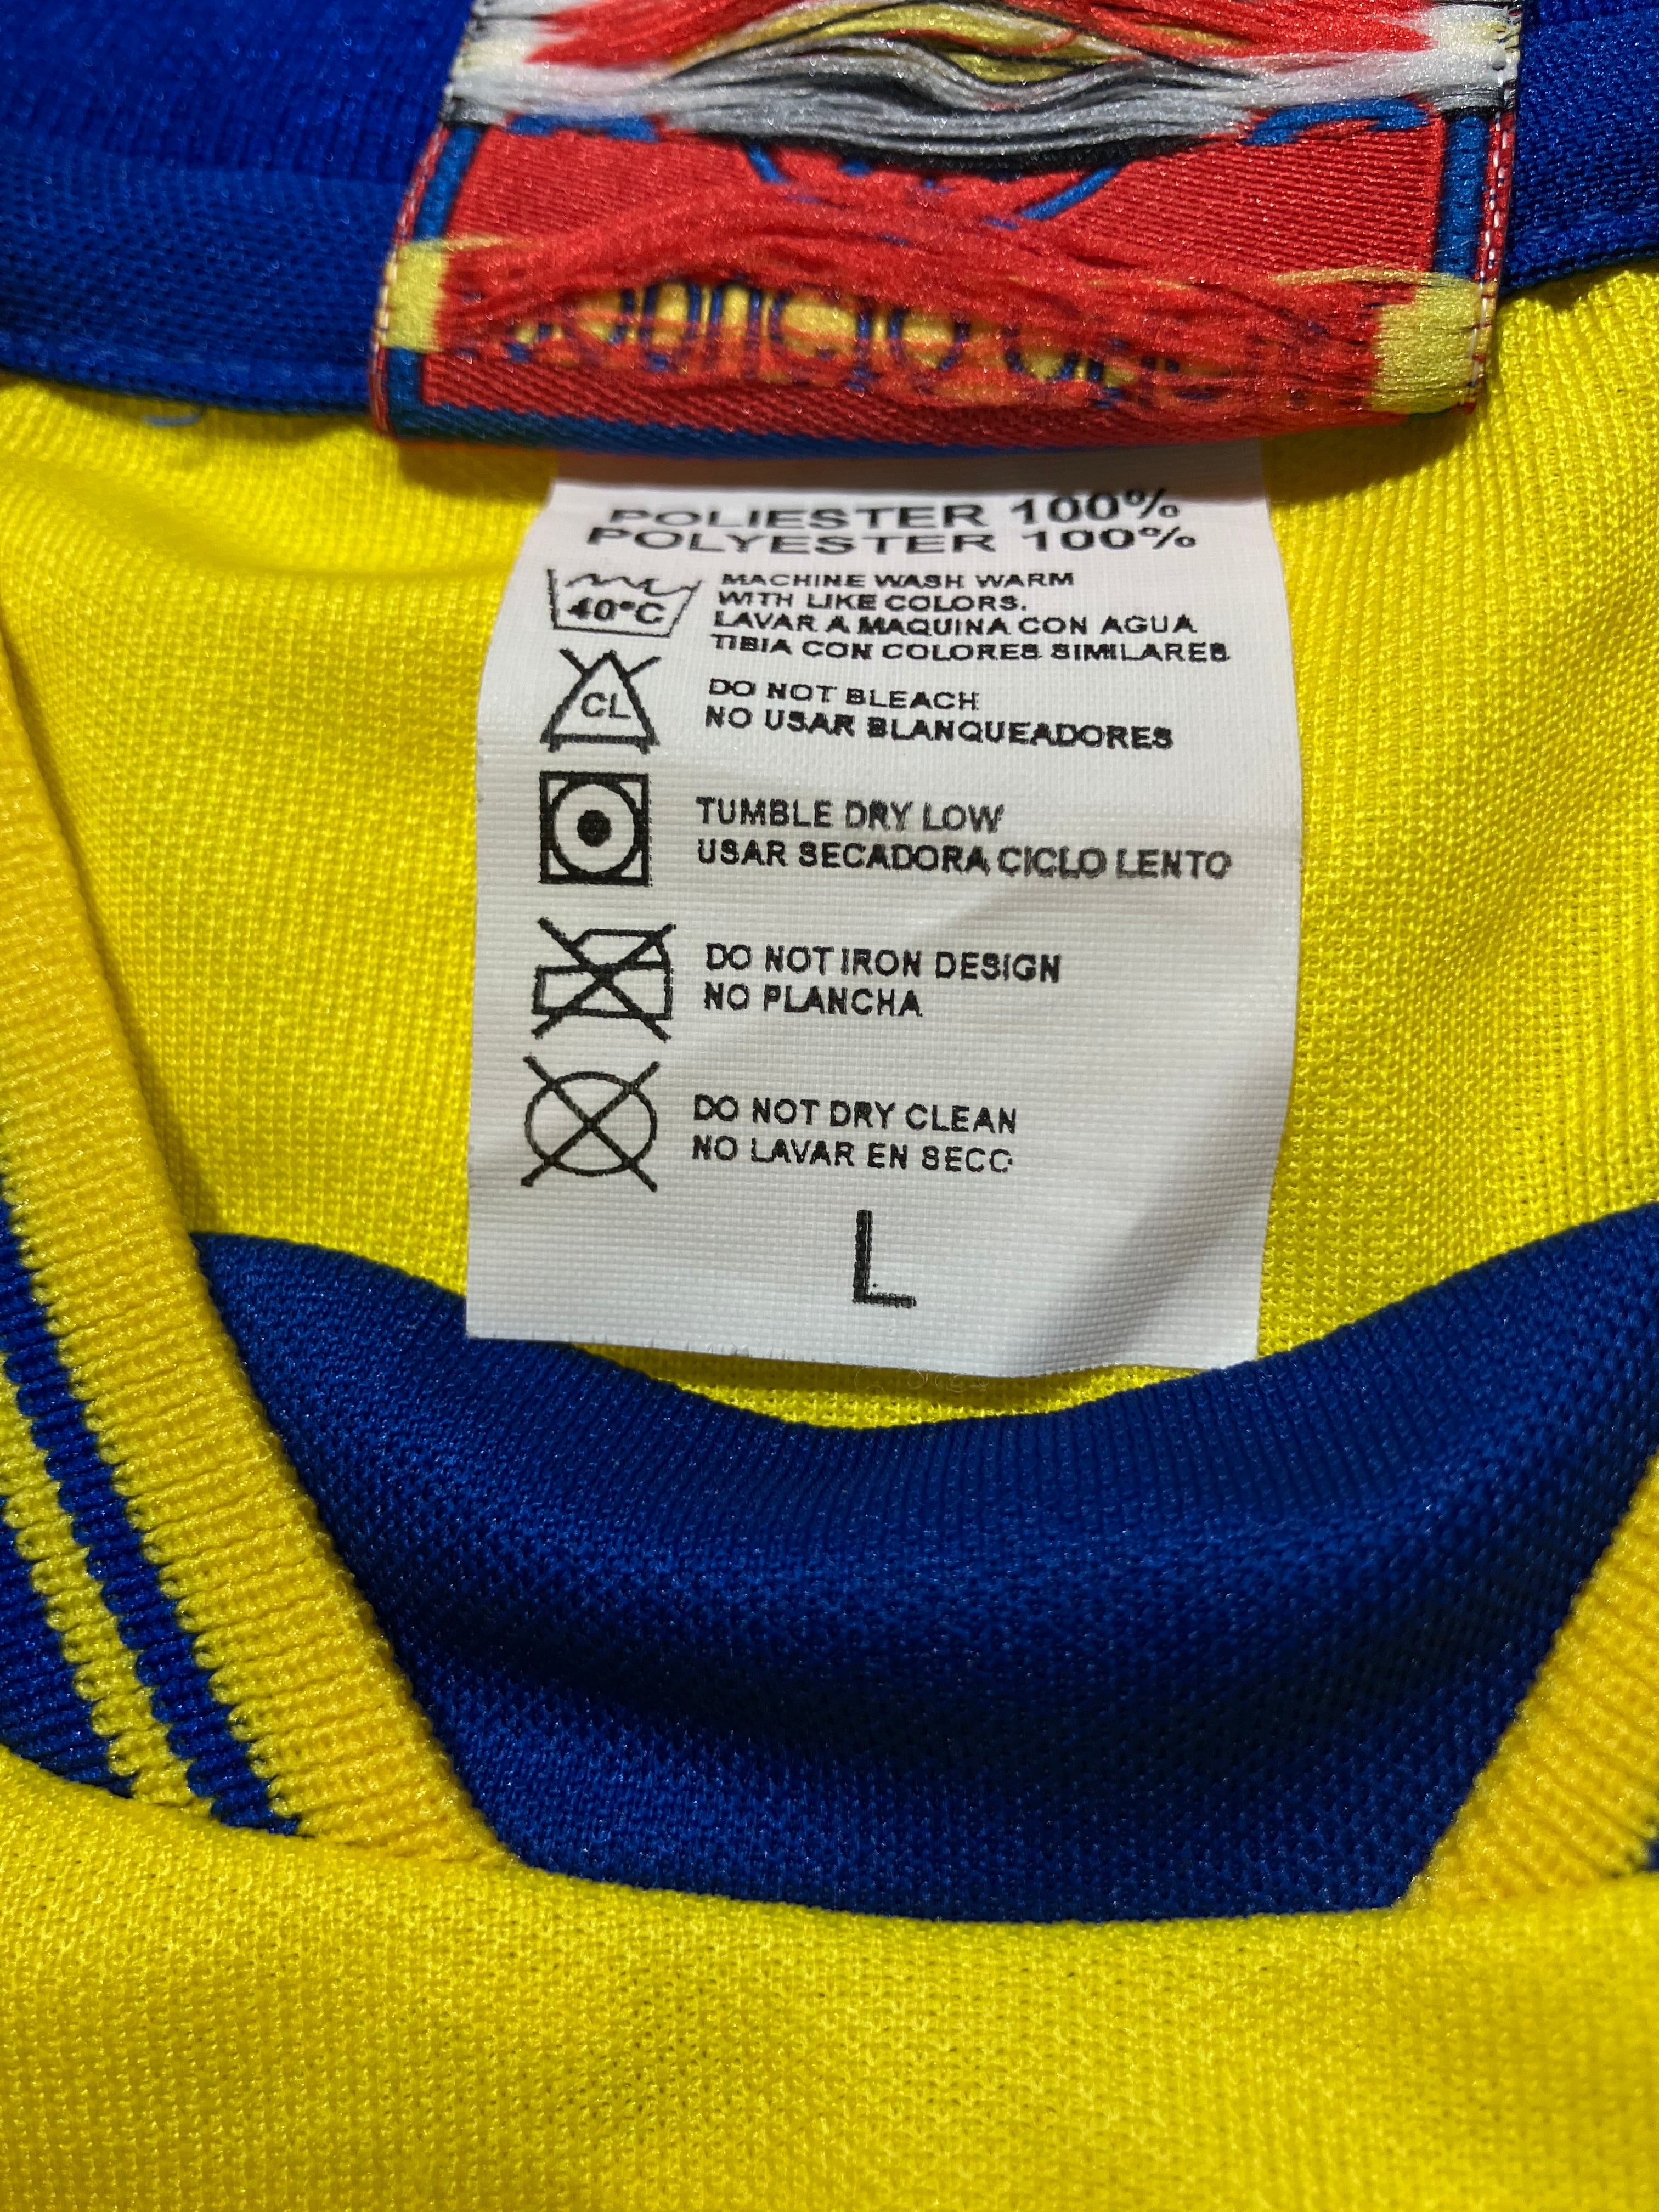 POLIESTER 100%
POLYESTER 100%
40°C
MACHINE WASH WARM
WITH LIKE COLORS.
LAVAR A MAQUINA CON AGUA
TIBIA CON COLORES SIMILARES
CL
DO NOT BLEACH
NO USAR BLANQUEADORES
TUMBLE DRY LOW
USAR SECADORA CICLO LENTO
DO NOT IRON DESIGN
NO PLANCHA
DO NOT DRY CLEAN
NO LAVAR EN SECO
L